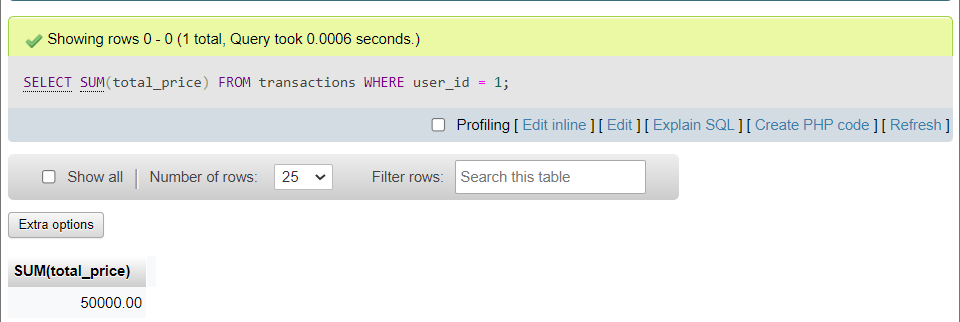 Showing rows 0 - 0 (1 total, Query took 0.0006 seconds.)
SELECT SUM(total_price) FROM transactions WHERE user_id = 1;
Profiling [ Edit inline ] [ Edit ] [ Explain SQL ] [ Create PHP code ] [ Refresh ]
Show all | Number of rows: 25 Filter rows: Search this table
Extra options
SUM(total_price)
50000.00